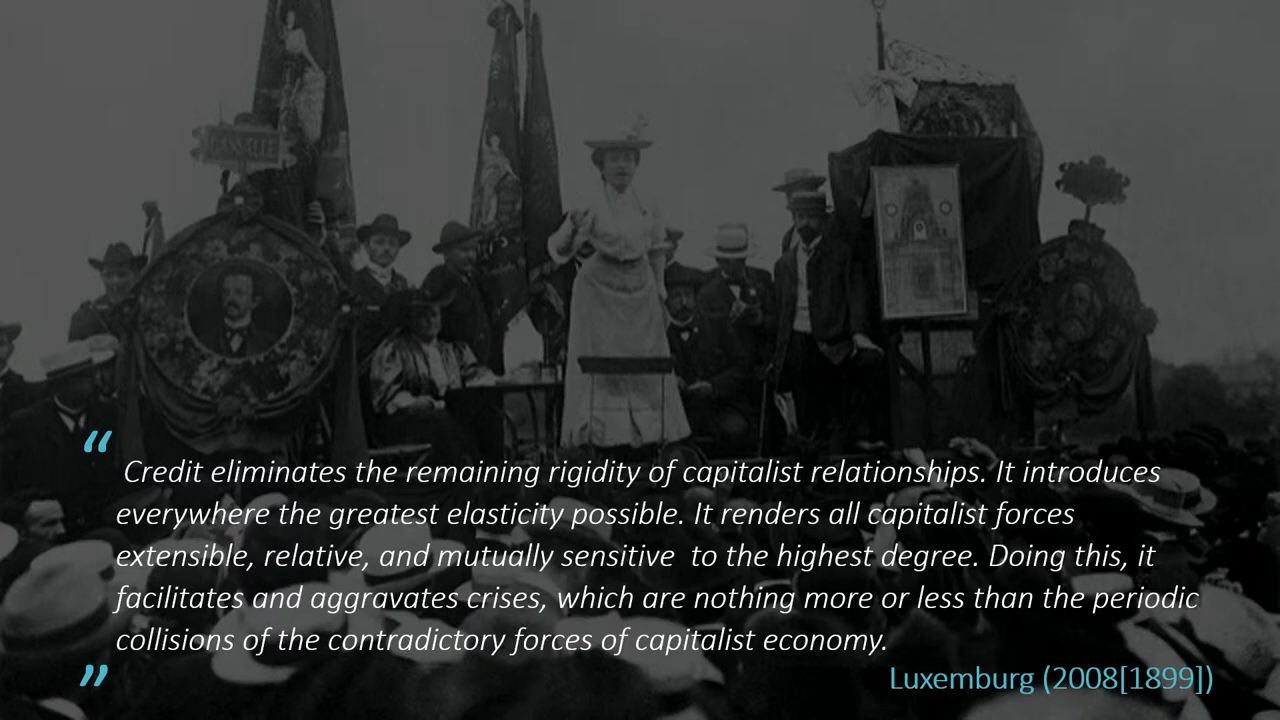 “
Credit eliminates the remaining rigidity of capitalist relationships. It introduces
everywhere the greatest elasticity possible. It renders all capitalist forces
extensible, relative, and mutually sensitive  to the highest degree. Doing this, it
facilitates and aggravates crises, which are nothing more or less than the periodic
collisions of the contradictory forces of capitalist economy.
”
Luxemburg (2008[1899])